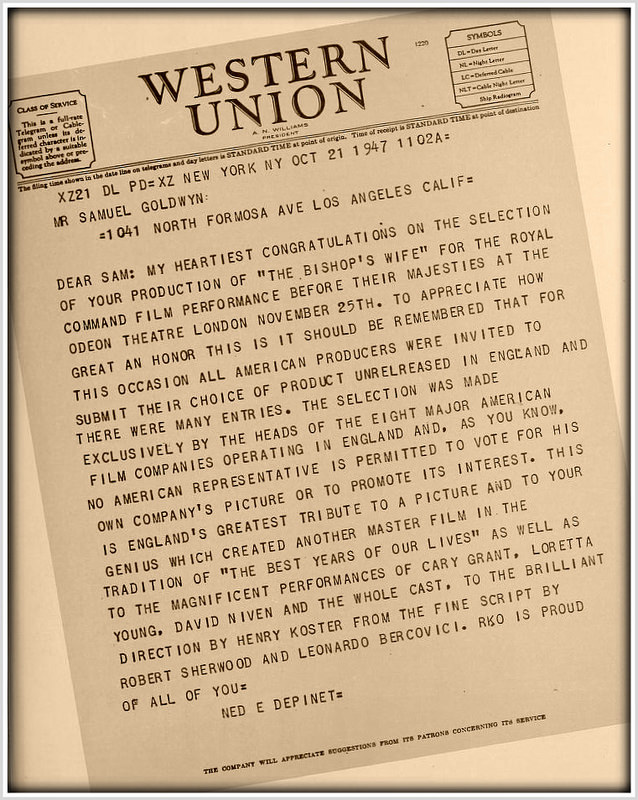 WESTERN
UNION
A. N. WILLIAMS
PRESIDENT
1220
CLASS OF SERVICE
This is a full-rate
Telegram or Cable-
gram unless its de-
ferred character is in-
dicated by a suitable
symbol above or pre-
ceding the address.
SYMBOLS
DL=Day Letter
NL=Night Letter
LC=Deferred Cable
NLT=Cable Night Letter
Ship Radiogram
The filing time shown in the date line on telegrams and day letters is STANDARD TIME at point of origin. Time of receipt is STANDARD TIME at point of destination
XZ21 DL PD=XZ NEW YORK NY OCT 21 1947 1102A=
MR SAMUEL GOLDWYN:
=1041 NORTH FORMOSA AVE LOS ANGELES CALIF=
DEAR SAM: MY HEARTIEST CONGRATULATIONS ON THE SELECTION
OF YOUR PRODUCTION OF "THE BISHOP'S WIFE" FOR THE ROYAL
COMMAND FILM PERFORMANCE BEFORE THEIR MAJESTIES AT THE
ODEON THEATRE LONDON NOVEMBER 25TH. TO APPRECIATE HOW
GREAT AN HONOR THIS IS IT SHOULD BE REMEMBERED THAT FOR
THIS OCCASION ALL AMERICAN PRODUCERS WERE INVITED TO
SUBMIT THEIR CHOICE OF PRODUCT UNRELREASED IN ENGLAND AND
THERE WERE MANY ENTRIES. THE SELECTION WAS MADE
EXCLUSIVELY BY THE HEADS OF THE EIGHT MAJOR AMERICAN
FILM COMPANIES OPERATING IN ENGLAND AND, AS YOU KNOW,
NO AMERICAN REPRESENTATIVE IS PERMITTED TO VOTE FOR HIS
OWN COMPANY'S PICTURE OR TO PROMOTE ITS INTEREST. THIS
IS ENGLAND'S GREATEST TRIBUTE TO A PICTURE AND TO YOUR
GENIUS WHICH CREATED ANOTHER MASTER FILM IN THE
TRADITION OF "THE BEST YEARS OF OUR LIVES" AS WELL AS
TO THE MAGNIFICENT PERFORMANCES OF CARY GRANT, LORETTA
YOUNG, DAVID NIVEN AND THE WHOLE CAST, TO THE BRILLIANT
DIRECTION BY HENRY KOSTER FROM THE FINE SCRIPT BY
ROBERT SHERWOOD AND LEONARDO BERCOVICI. RKO IS PROUD
OF ALL OF YOU=
NED E DEPINET=
THE COMPANY WILL APPRECIATE SUGGESTIONS FROM ITS PATRONS CONCERNING ITS SERVICE